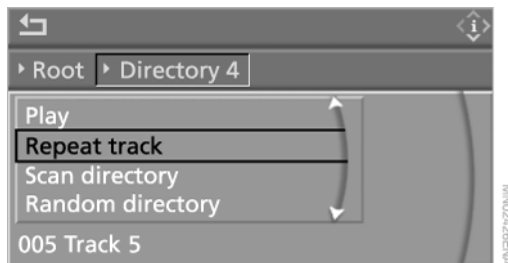 i
Root Directory 4
Play
Repeat track
Scan directory
Random directory
005 Track 5